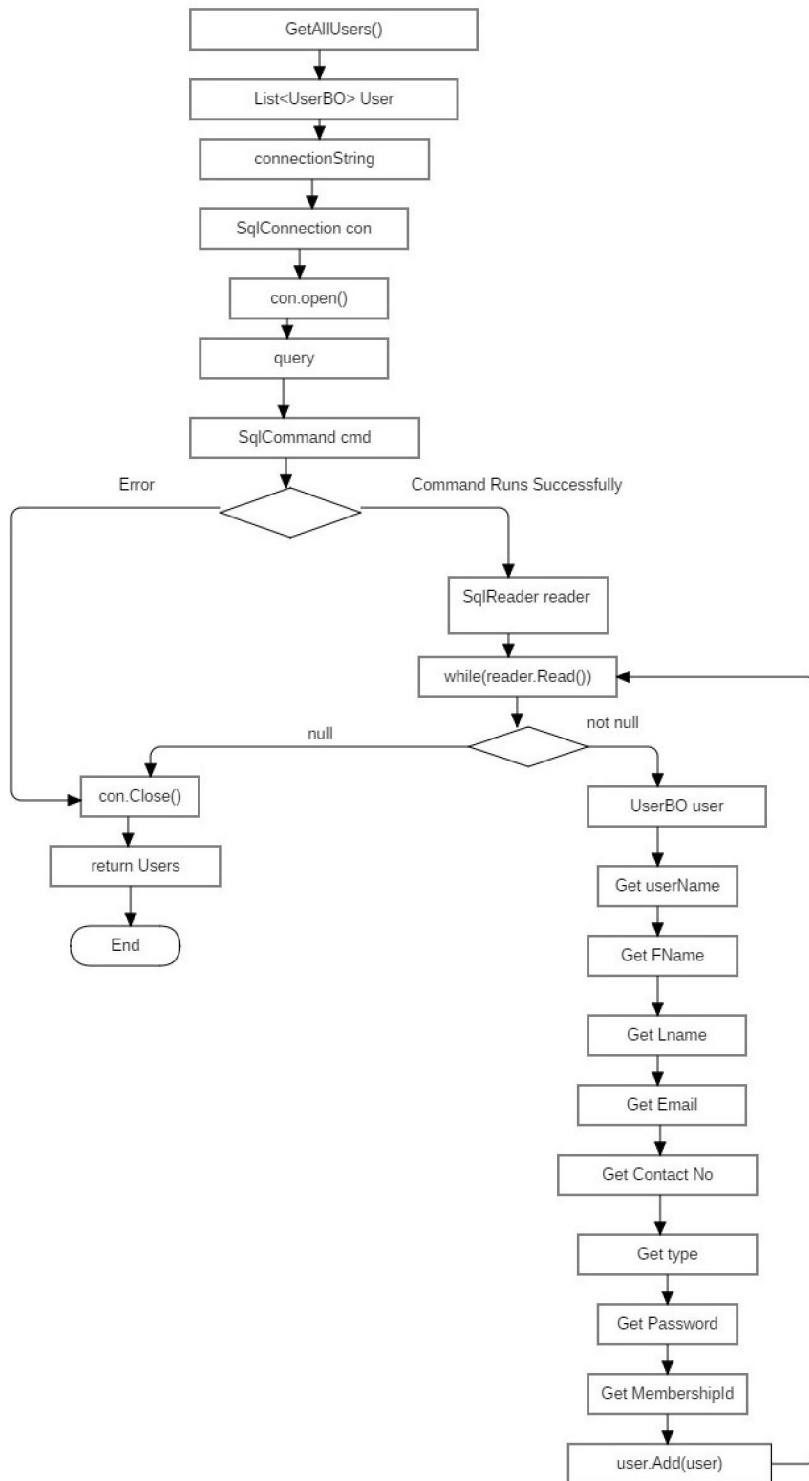 GetAllUsers()
List<UserBO> User
connectionString
SqlConnection con
con.open()
query
SqlCommand cmd
Error
Command Runs Successfully
SqlReader reader
while(reader.Read())
null
not null
con.Close()
return Users
End
UserBO user
Get userName
Get FName
Get Lname
Get Email
Get Contact No
Get type
Get Password
Get MembershipId
user.Add(user)